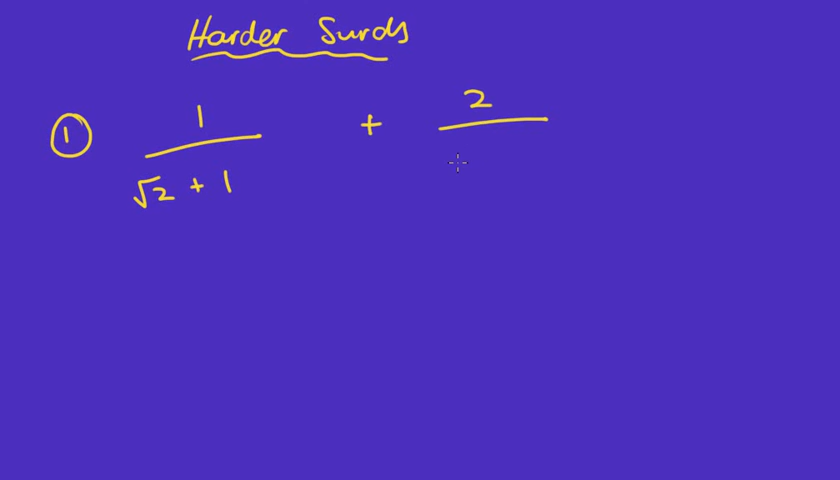 Harder Surds
① 1/(√2 + 1) + 2/